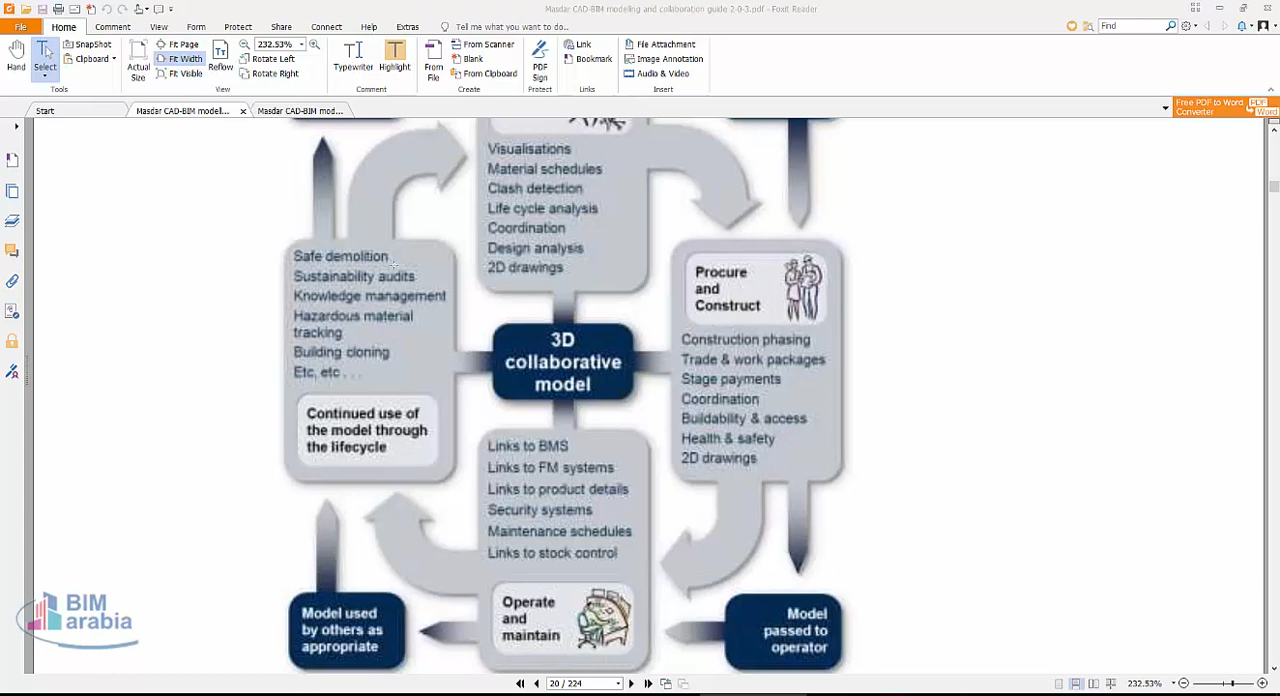 Masdar CAD-BIM modeling and collaboration guide 2-0-3.pdf - Foxit Reader
File
Home
Comment
View
Form
Protect
Share
Connect
Help
Extras
Tell me what you want to do...
Find
Hand
Select
SnapShot
Clipboard
Tools
Actual Size
Fit Page
Fit Width
Fit Visible
Reflow
232.53%
Rotate Left
Rotate Right
View
Typewriter
Highlight
Comment
From File
From Scanner
Blank
From Clipboard
Create
PDF Sign
Protect
Link
Bookmark
Links
File Attachment
Image Annotation
Audio & Video
Insert
Start
Masdar CAD-BIM modell...
Masdar CAD-BIM mod...
Free PDF to Word
Converter
PDF
Word
Visualisations
Material schedules
Clash detection
Life cycle analysis
Coordination
Design analysis
2D drawings
Safe demolition
Sustainability audits
Knowledge management
Hazardous material
tracking
Building cloning
Etc, etc . . .
Continued use of
the model through
the lifecycle
3D
collaborative
model
Procure
and
Construct
Construction phasing
Trade & work packages
Stage payments
Coordination
Buildability & access
Health & safety
2D drawings
Links to BMS
Links to FM systems
Links to product details
Security systems
Maintenance schedules
Links to stock control
Operate
and
maintain
Model used
by others as
appropriate
Model
passed to
operator
BIM
arabia
20 / 224
232.53%